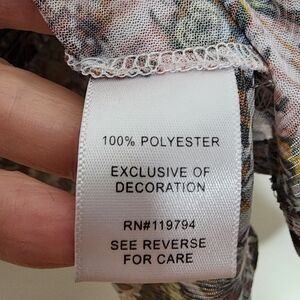 100% POLYESTER
EXCLUSIVE OF
DECORATION
RN#119794
SEE REVERSE
FOR CARE